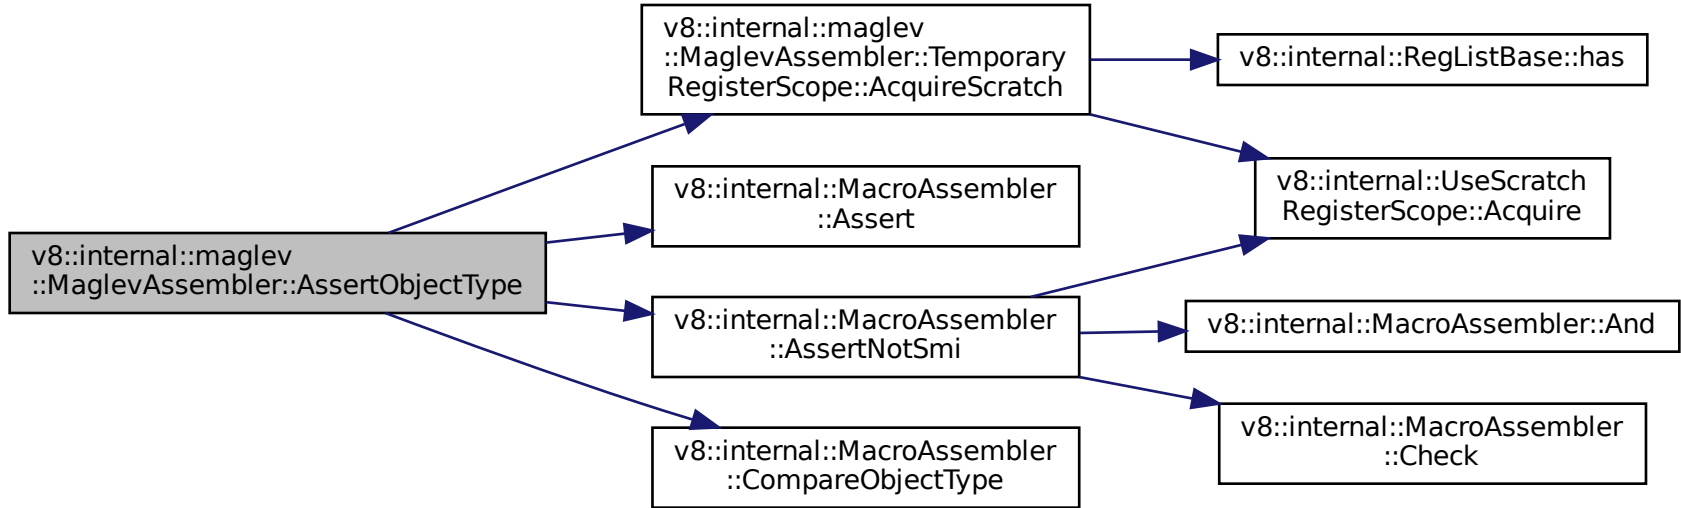 v8::internal::maglev
::MaglevAssembler::AssertObjectType
v8::internal::maglev
::MaglevAssembler::Temporary
RegisterScope::AcquireScratch
v8::internal::MacroAssembler
::Assert
v8::internal::MacroAssembler
::AssertNotSmi
v8::internal::MacroAssembler
::CompareObjectType
v8::internal::RegListBase::has
v8::internal::UseScratch
RegisterScope::Acquire
v8::internal::MacroAssembler::And
v8::internal::MacroAssembler
::Check